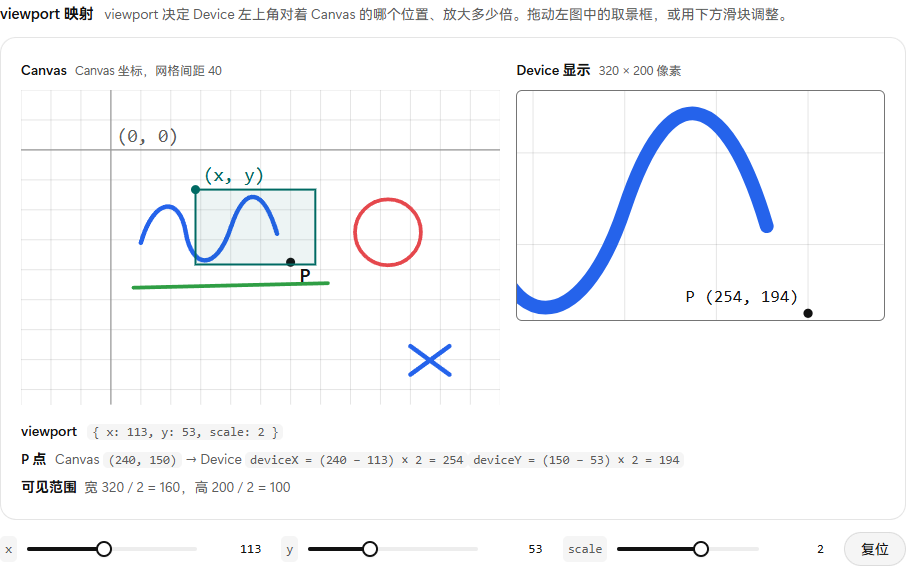 viewport 映射 viewport 决定 Device 左上角对着 Canvas 的哪个位置、放大多少倍。拖动左图中的取景框，或用下方滑块调整。
Canvas Canvas 坐标，网格间距 40
Device 显示 320 × 200 像素
(0, 0)
(x, y)
P
P (254, 194)
viewport { x: 113, y: 53, scale: 2 }
P 点 Canvas (240, 150) → Device deviceX = (240 − 113) × 2 = 254 deviceY = (150 − 53) × 2 = 194
可见范围 宽 320 / 2 = 160，高 200 / 2 = 100
x 113 y 53 scale 2 复位